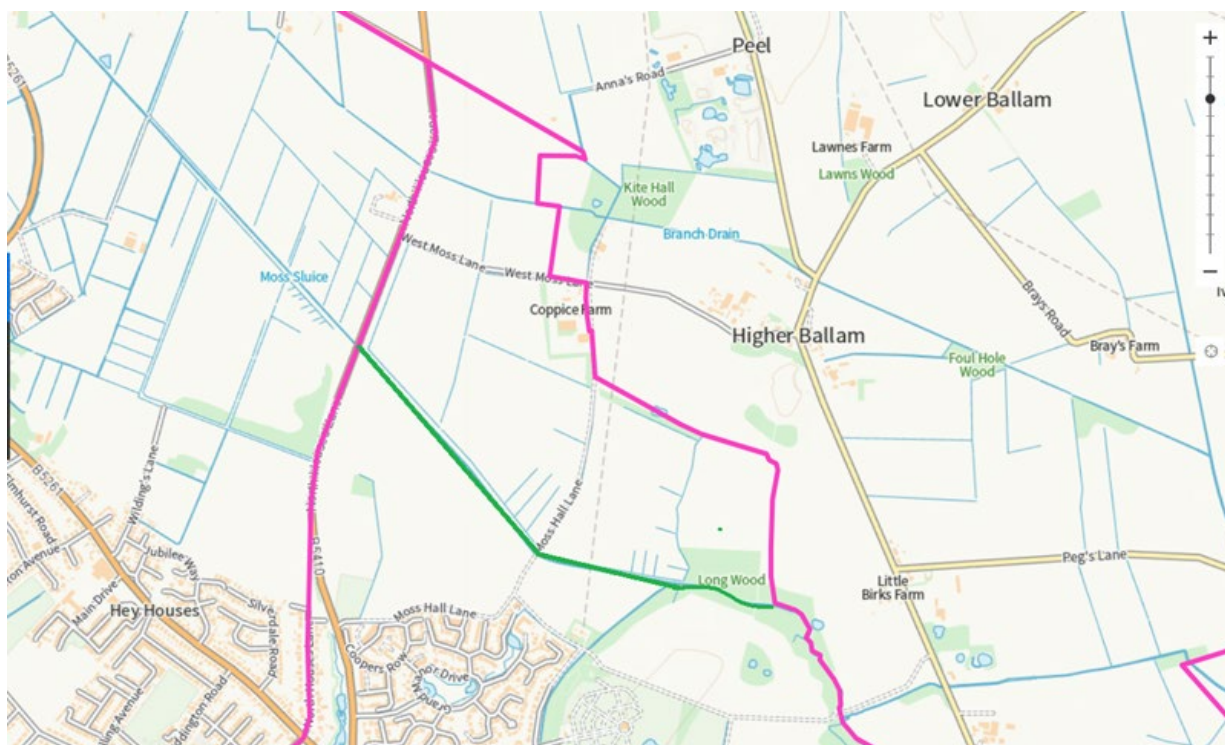 B5261
Peel
+
Anna's Road
Lower Ballam
Lawnes Farm
Lawns Wood
Kite Hall
Wood
Branch Drain
West Moss Lane
West Moss Lane
Moss Sluice
Coppice Farm
Higher Ballam
Brays Road
Bray's Farm
Foul Hole
Wood
−
Wilding's Lane
B5261
Elmhurst Road
Avenue
Jubilee Way
Main Drive
Hey Houses
Silverdale Road
B5410
Moss Hall Lane
Moss Hall Lane
Coopers Row
Drive
Long Wood
Little
Birks Farm
Peg's Lane
Avenue